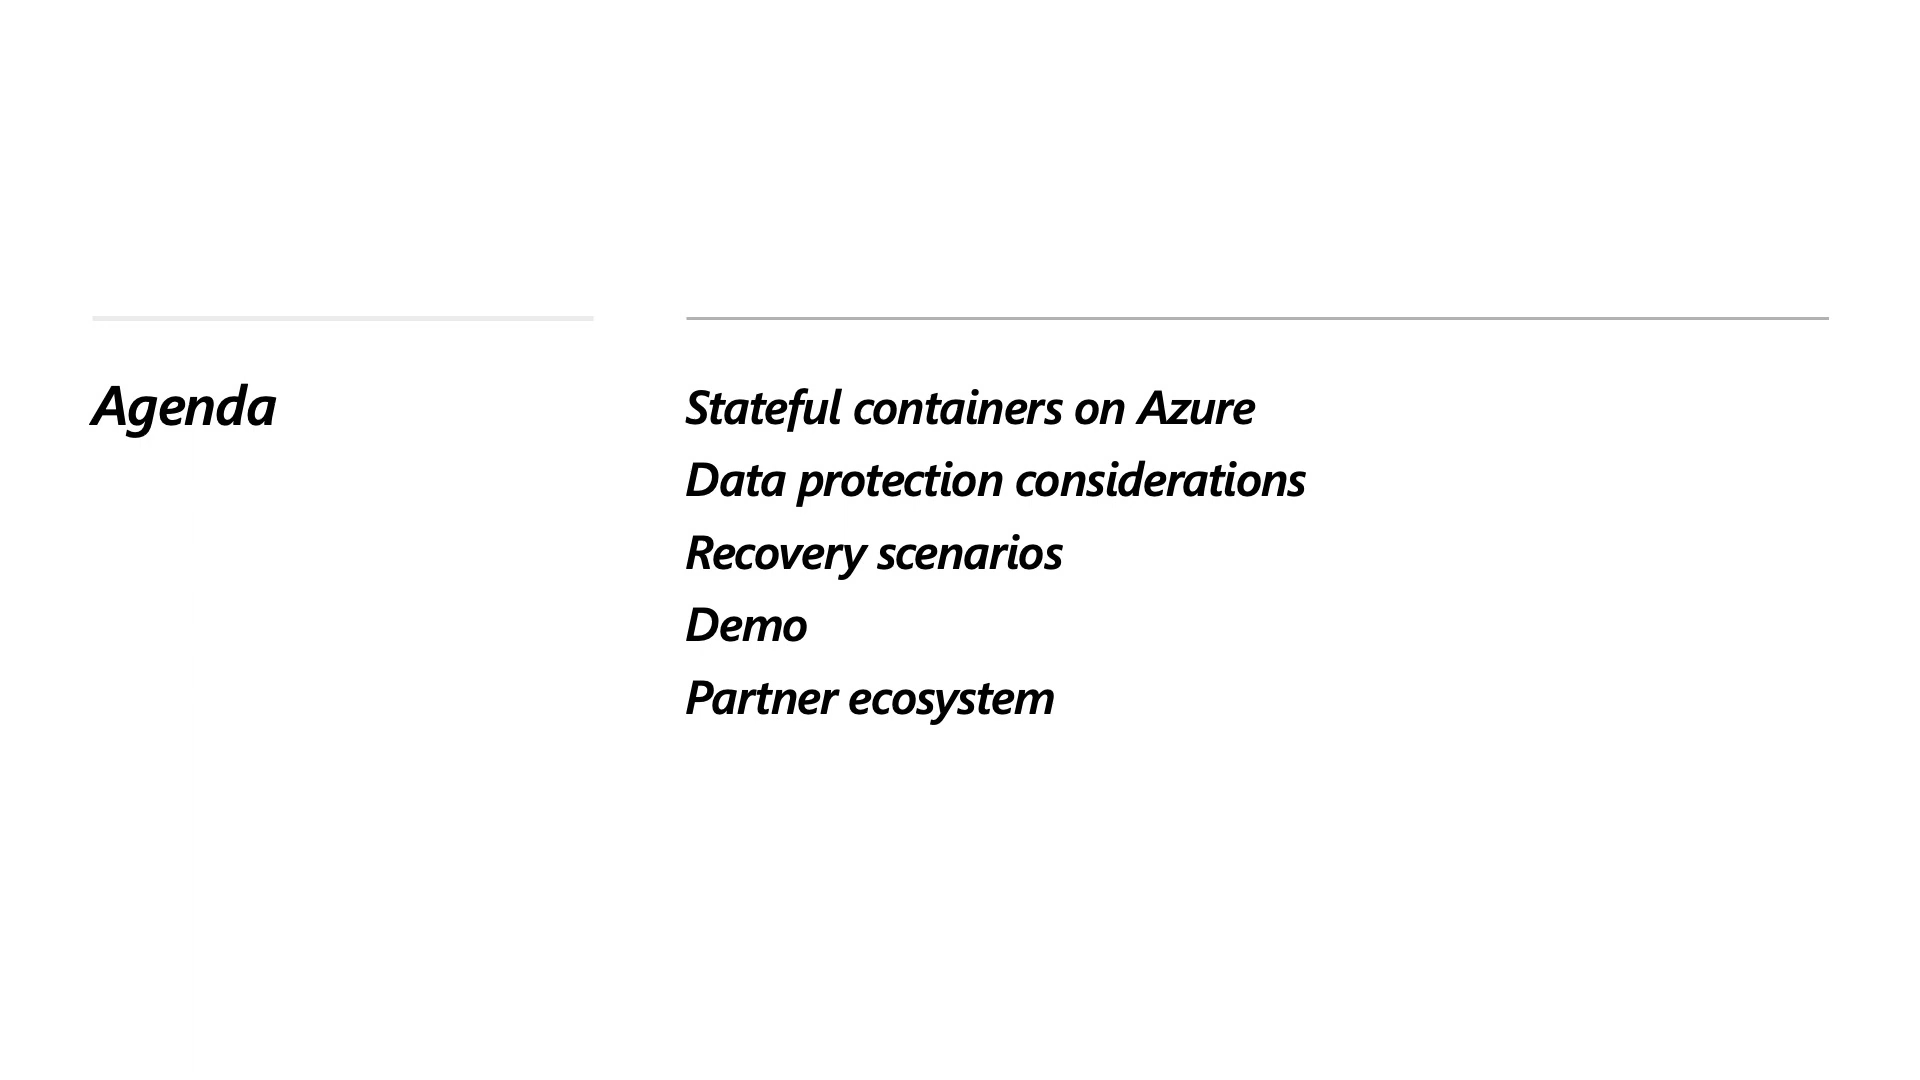 Agenda
Stateful containers on Azure
Data protection considerations
Recovery scenarios
Demo
Partner ecosystem